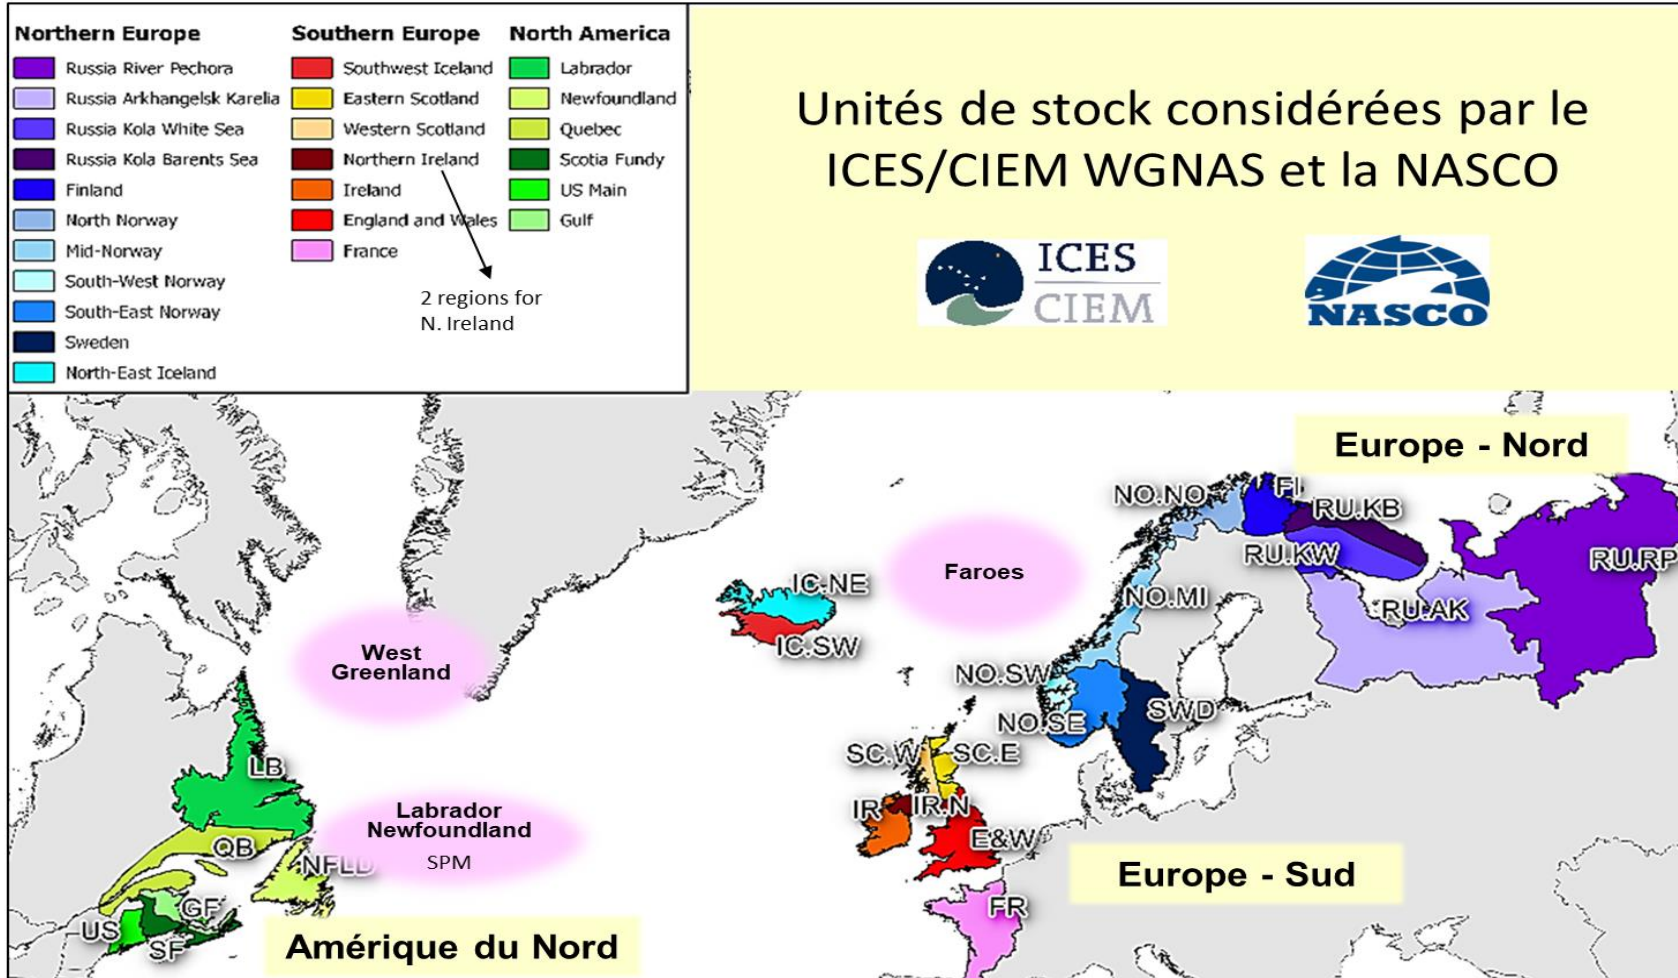 Northern Europe
Russia River Pechora
Russia Arkhangelsk Karelia
Russia Kola White Sea
Russia Kola Barents Sea
Finland
North Norway
Mid-Norway
South-West Norway
South-East Norway
Sweden
North-East Iceland
Southern Europe
Southwest Iceland
Eastern Scotland
Western Scotland
Northern Ireland
Ireland
England and Wales
France
2 regions for
N. Ireland
North America
Labrador
Newfoundland
Quebec
Scotia Fundy
US Main
Gulf
Unités de stock considérées par le
ICES/CIEM WGNAS et la NASCO
ICES
CIEM
NASCO
Europe - Nord
NO.NO
FI
RU.KB
RU.KW
RU.RP
Faroes
IC.NE
NO.MI
RU.AK
IC.SW
West
Greenland
NO.SW
NO.SE
SWD
SC.W
SC.E
LB
IR
IR.N
Labrador
Newfoundland
SPM
E&W
QB
NFLD
Europe - Sud
GF
FR
US
SF
Amérique du Nord